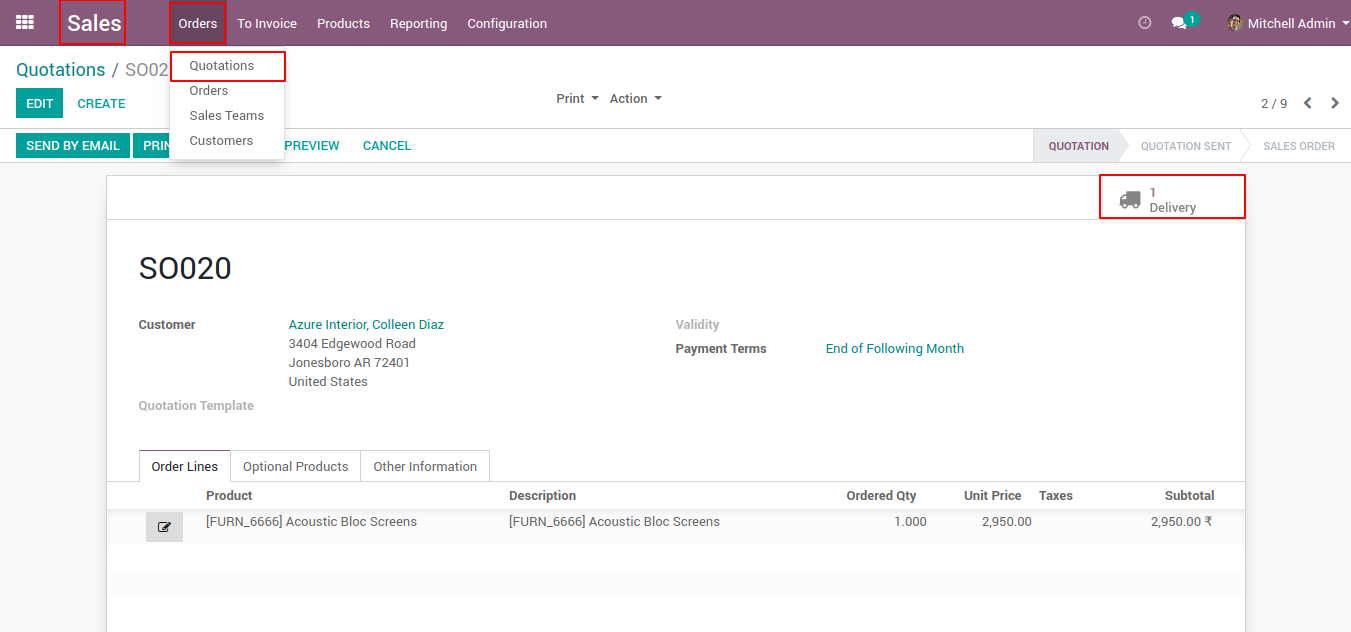 Sales Orders To Invoice Products Reporting Configuration 1 Mitchell Admin
Quotations / SO02
Quotations
Orders
Sales Teams
Customers
EDIT CREATE Print Action 2 / 9
SEND BY EMAIL PRIN PREVIEW CANCEL QUOTATION QUOTATION SENT SALES ORDER
1
Delivery
SO020
Customer Azure Interior, Colleen Diaz
3404 Edgewood Road
Jonesboro AR 72401
United States
Quotation Template
Validity
Payment Terms End of Following Month
Order Lines Optional Products Other Information
Product Description Ordered Qty Unit Price Taxes Subtotal
[FURN_6666] Acoustic Bloc Screens [FURN_6666] Acoustic Bloc Screens 1.000 2,950.00 2,950.00 ₹